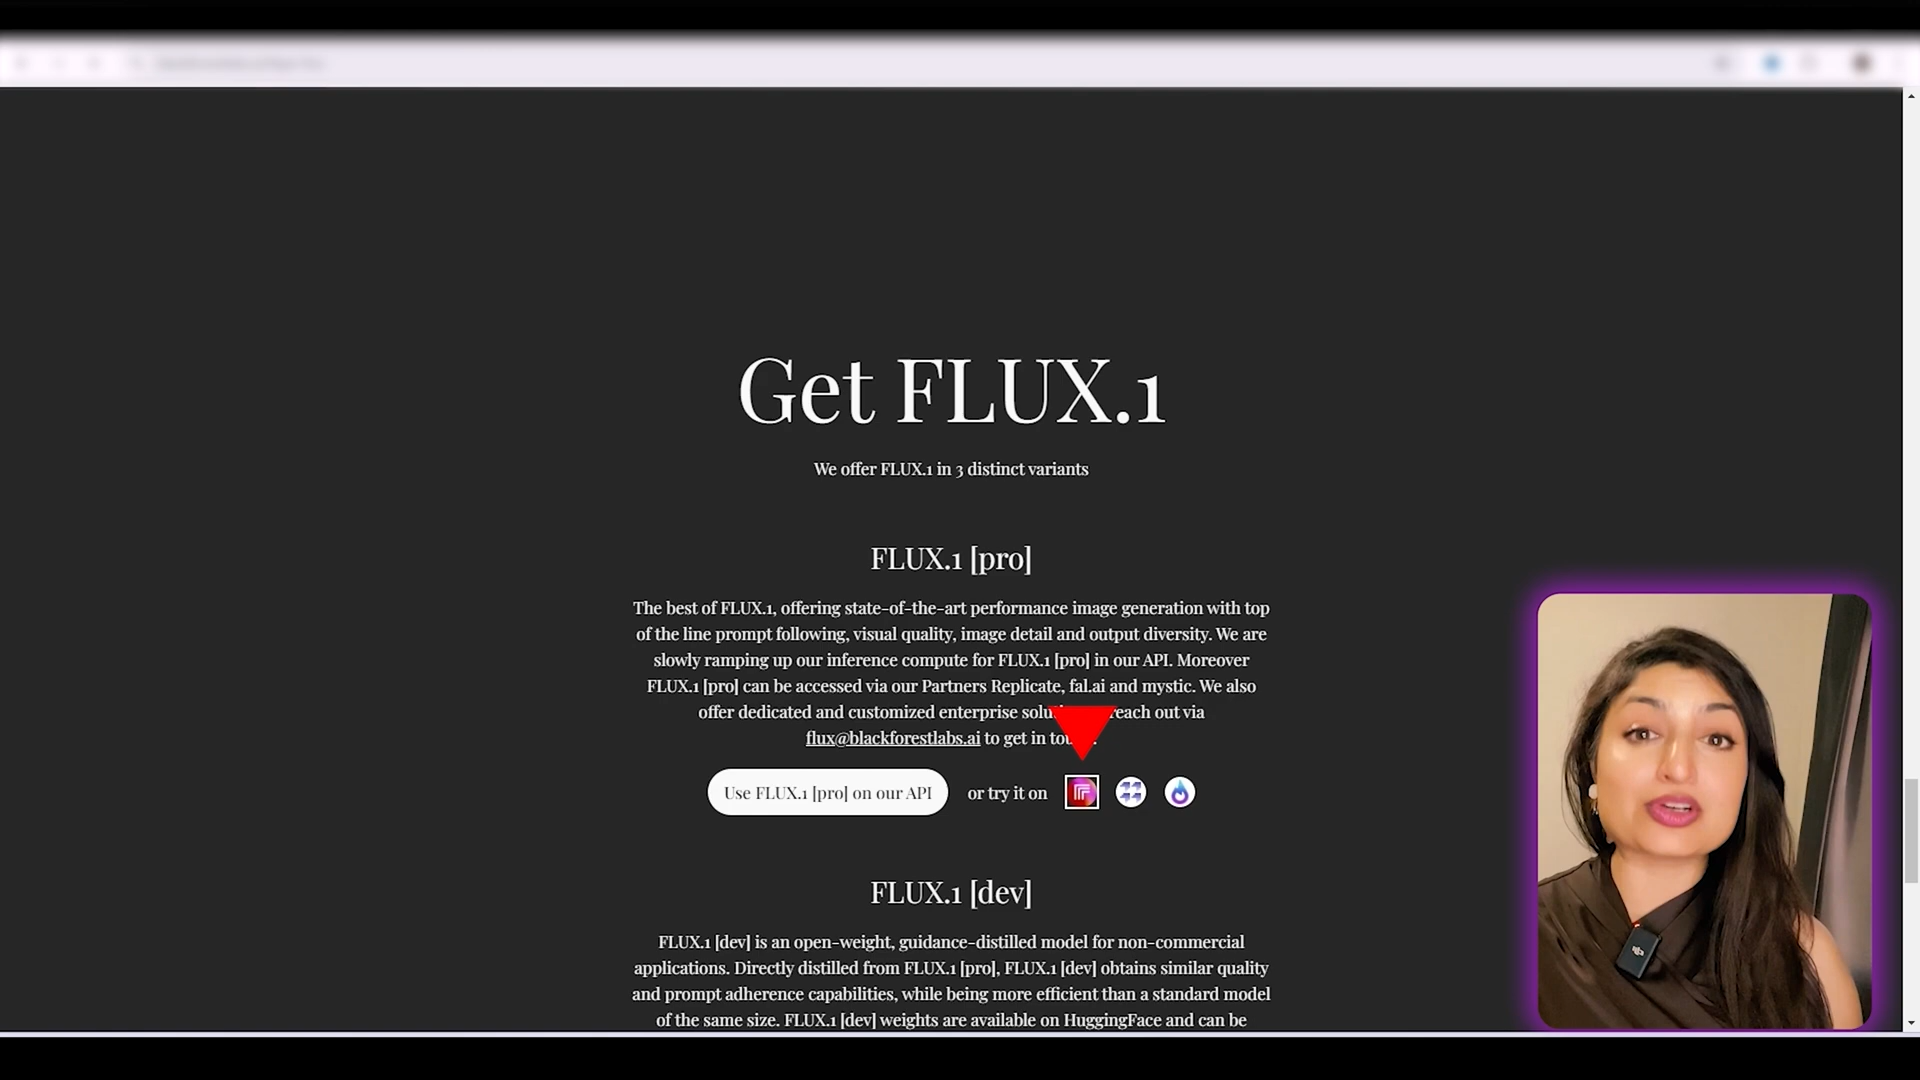 Get FLUX.1
We offer FLUX.1 in 3 distinct variants
FLUX.1 [pro]
The best of FLUX.1, offering state-of-the-art performance image generation with top
of the line prompt following, visual quality, image detail and output diversity. We are
slowly ramping up our inference compute for FLUX.1 [pro] in our API. Moreover
FLUX.1 [pro] can be accessed via our Partners Replicate, fal.ai and mystic. We also
offer dedicated and customized enterprise reach out via
flux@blackforestlabs.ai to get in
Use FLUX.1 [pro] on our API or try it on
FLUX.1 [dev]
FLUX.1 [dev] is an open-weight, guidance-distilled model for non-commercial
applications. Directly distilled from FLUX.1 [pro], FLUX.1 [dev] obtains similar quality
and prompt adherence capabilities, while being more efficient than a standard model
of the same size. FLUX.1 [dev] weights are available on HuggingFace and can be